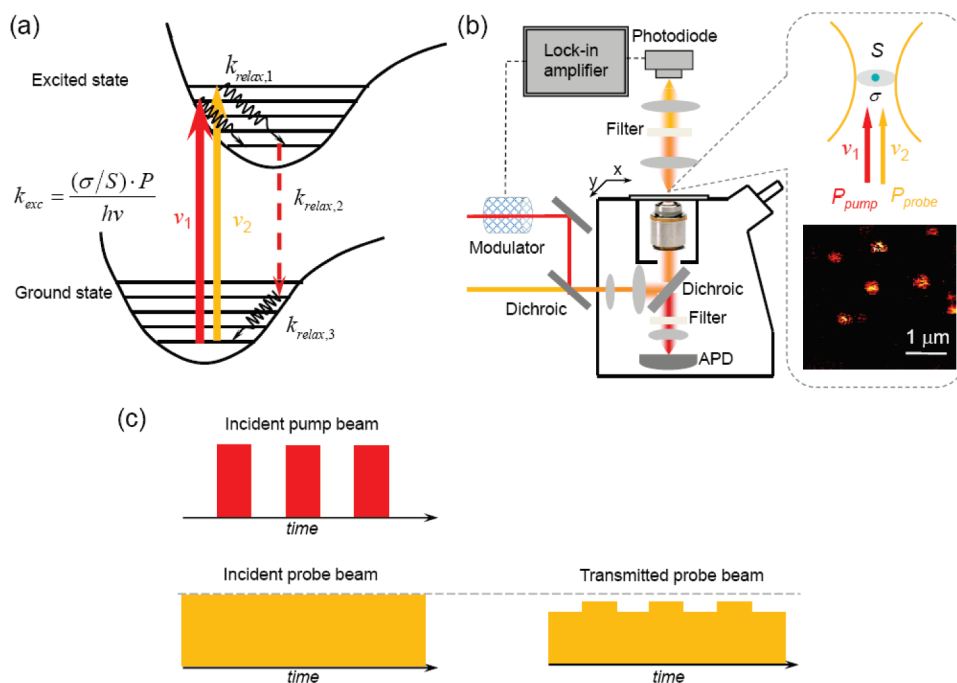 (a)
Excited state
k_relax,1
k_exc = (σ/S)·P / hν
ν1
ν2
k_relax,2
Ground state
k_relax,3
(b)
Lock-in
amplifier
Photodiode
Filter
y
x
Modulator
Dichroic
Dichroic
Filter
APD
S
σ
ν1
ν2
P_pump
P_probe
1 μm
(c)
Incident pump beam
time
Incident probe beam
time
Transmitted probe beam
time